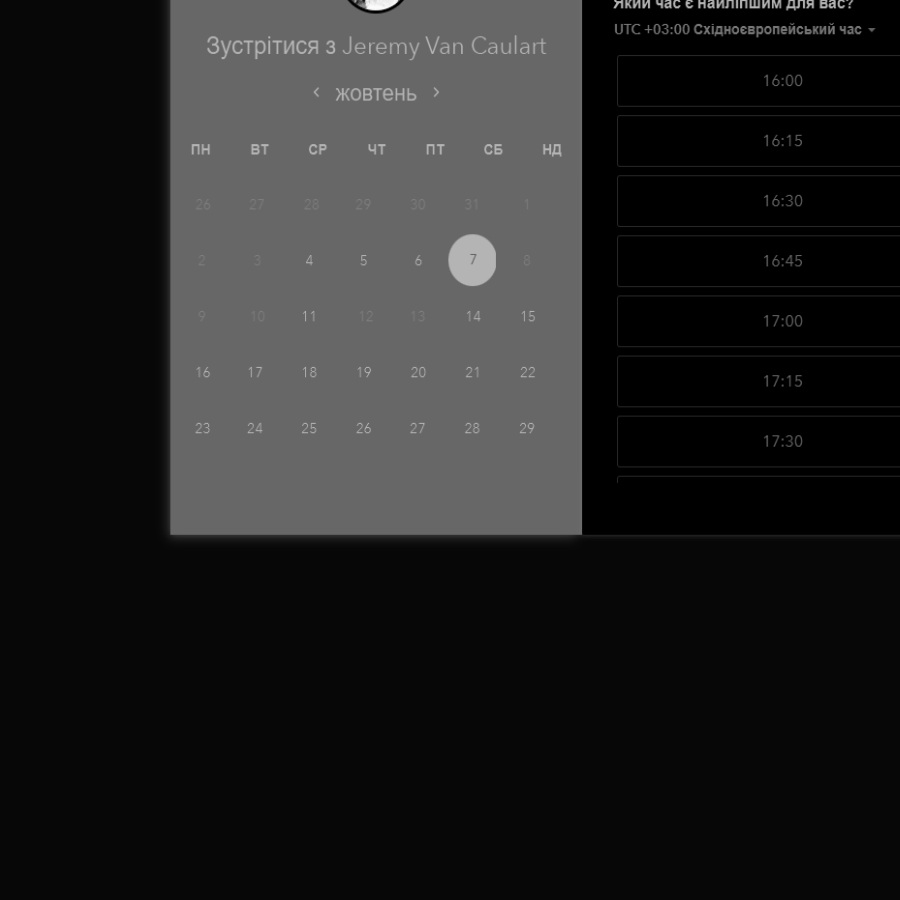 Зустрітися з Jeremy Van Caulart
жовтень
ПН ВТ СР ЧТ ПТ СБ НД
26 27 28 29 30 31 1
2 3 4 5 6 7 8
9 10 11 12 13 14 15
16 17 18 19 20 21 22
23 24 25 26 27 28 29
Який час є найліпшим для вас?
UTC +03:00 Східноєвропейський час
16:00
16:15
16:30
16:45
17:00
17:15
17:30